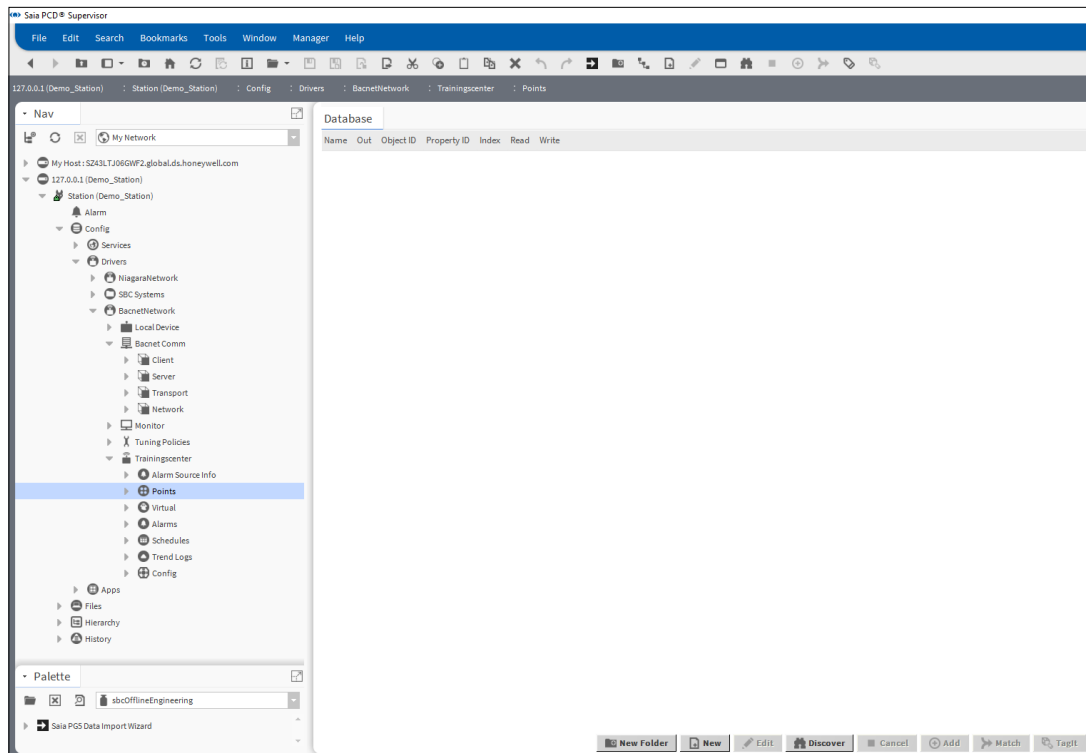 Saia PCD® Supervisor
File Edit Search Bookmarks Tools Window Manager Help
127.0.0.1 (Demo_Station) : Station (Demo_Station) : Config : Drivers : BacnetNetwork : Trainingscenter : Points
Nav
My Network
My Host : SZ43LTJ06GWF2.global.ds.honeywell.com
127.0.0.1 (Demo_Station)
Station (Demo_Station)
Alarm
Config
Services
Drivers
NiagaraNetwork
SBC Systems
BacnetNetwork
Local Device
Bacnet Comm
Client
Server
Transport
Network
Monitor
Tuning Policies
Trainingscenter
Alarm Source Info
Points
Virtual
Alarms
Schedules
Trend Logs
Config
Apps
Files
Hierarchy
History
Palette
sbcOfflineEngineering
Saia PG5 Data Import Wizard
Database
Name Out Object ID Property ID Index Read Write
New Folder New Edit Discover Cancel Add Match TagIt